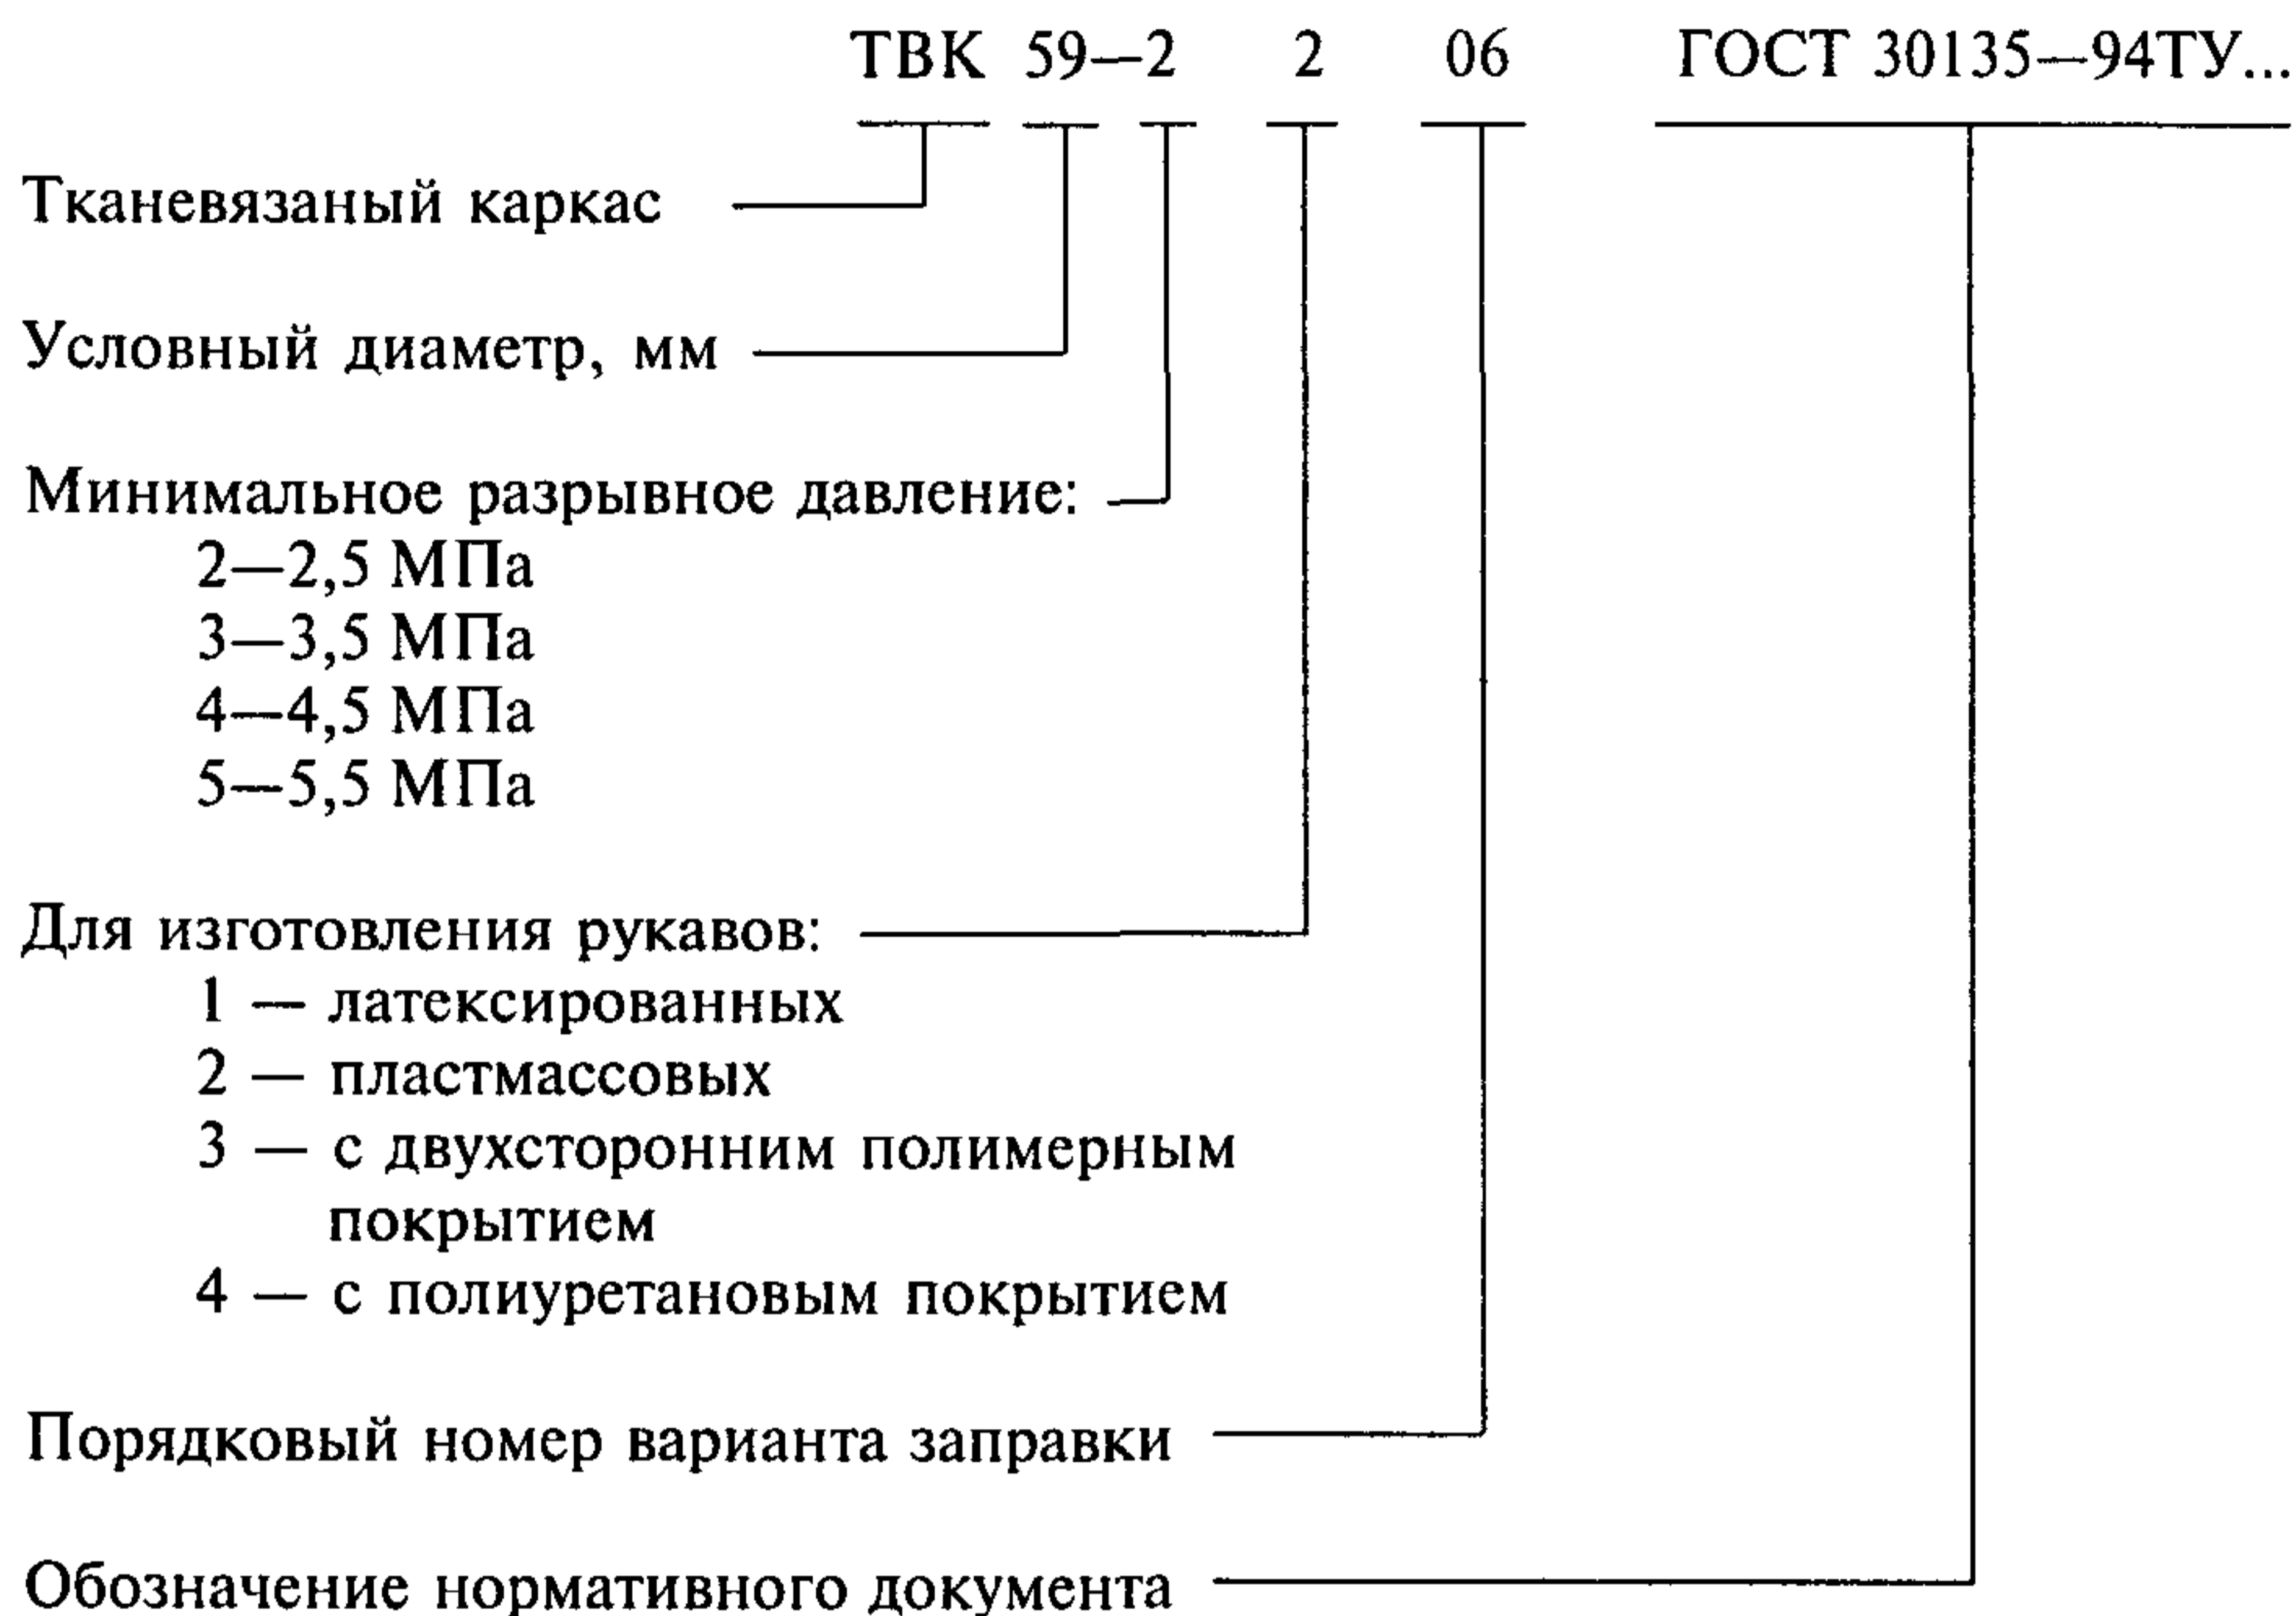 ТВК 59—2 2 06 ГОСТ 30135—94ТУ...
Тканевязаный каркас
Условный диаметр, мм
Минимальное разрывное давление:
2—2,5 МПа
3—3,5 МПа
4—4,5 МПа
5—5,5 МПа
Для изготовления рукавов:
1 — латексированных
2 — пластмассовых
3 — с двухсторонним полимерным
покрытием
4 — с полиуретановым покрытием
Порядковый номер варианта заправки
Обозначение нормативного документа